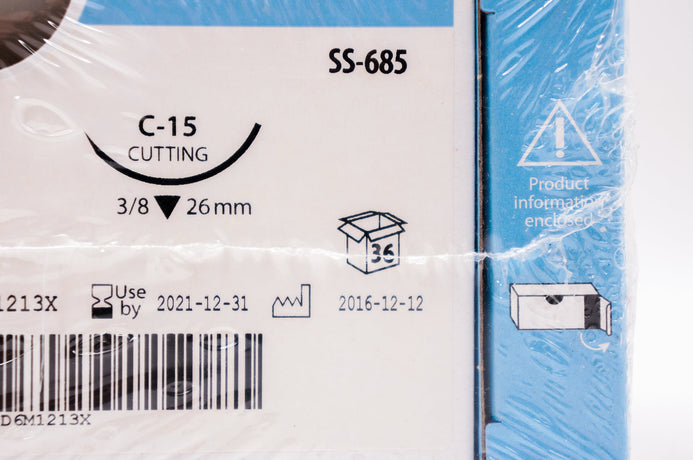 SS-685
C-15
CUTTING
3/8 26 mm
36
1213X Use by 2021-12-31 2016-12-12
D6M1213X
Product
information
enclosed